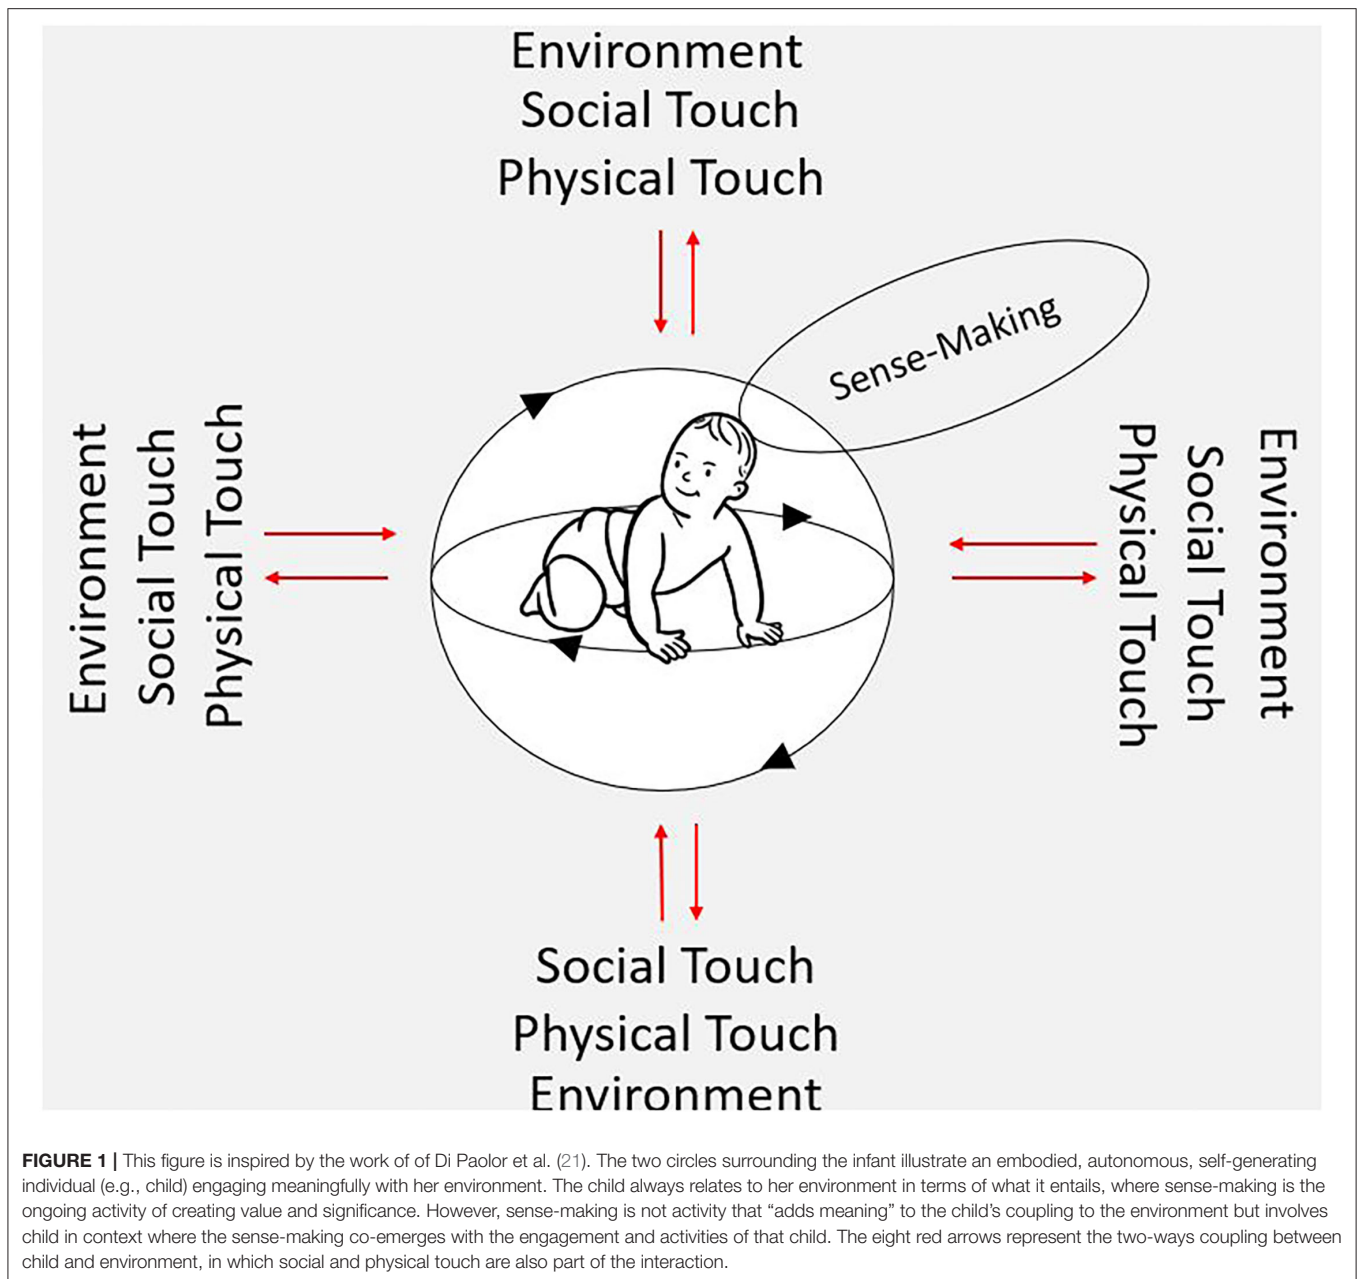 Environment
Social Touch
Physical Touch
Sense-Making
Environment
Social Touch
Physical Touch
Physical Touch
Social Touch
Environment
Social Touch
Physical Touch
Environment
FIGURE 1 | This figure is inspired by the work of of Di Paolor et al. (21). The two circles surrounding the infant illustrate an embodied, autonomous, self-generating
individual (e.g., child) engaging meaningfully with her environment. The child always relates to her environment in terms of what it entails, where sense-making is the
ongoing activity of creating value and significance. However, sense-making is not activity that “adds meaning” to the child’s coupling to the environment but involves
child in context where the sense-making co-emerges with the engagement and activities of that child. The eight red arrows represent the two-ways coupling between
child and environment, in which social and physical touch are also part of the interaction.